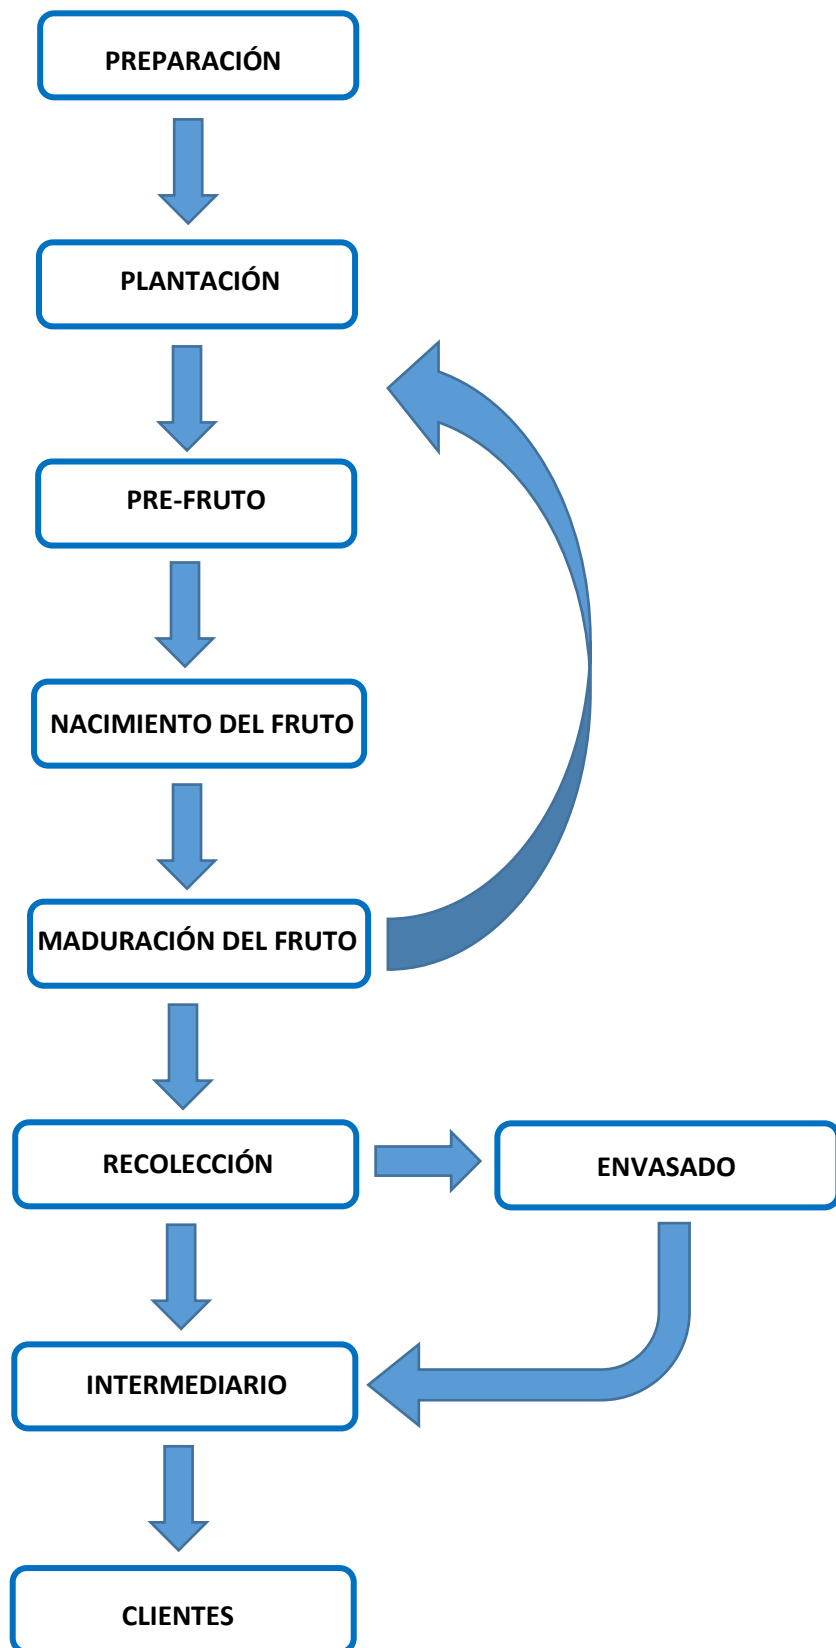 PREPARACIÓN
PLANTACIÓN
PRE-FRUTO
NACIMIENTO DEL FRUTO
MADURACIÓN DEL FRUTO
RECOLECCIÓN
ENVASADO
INTERMEDIARIO
CLIENTES